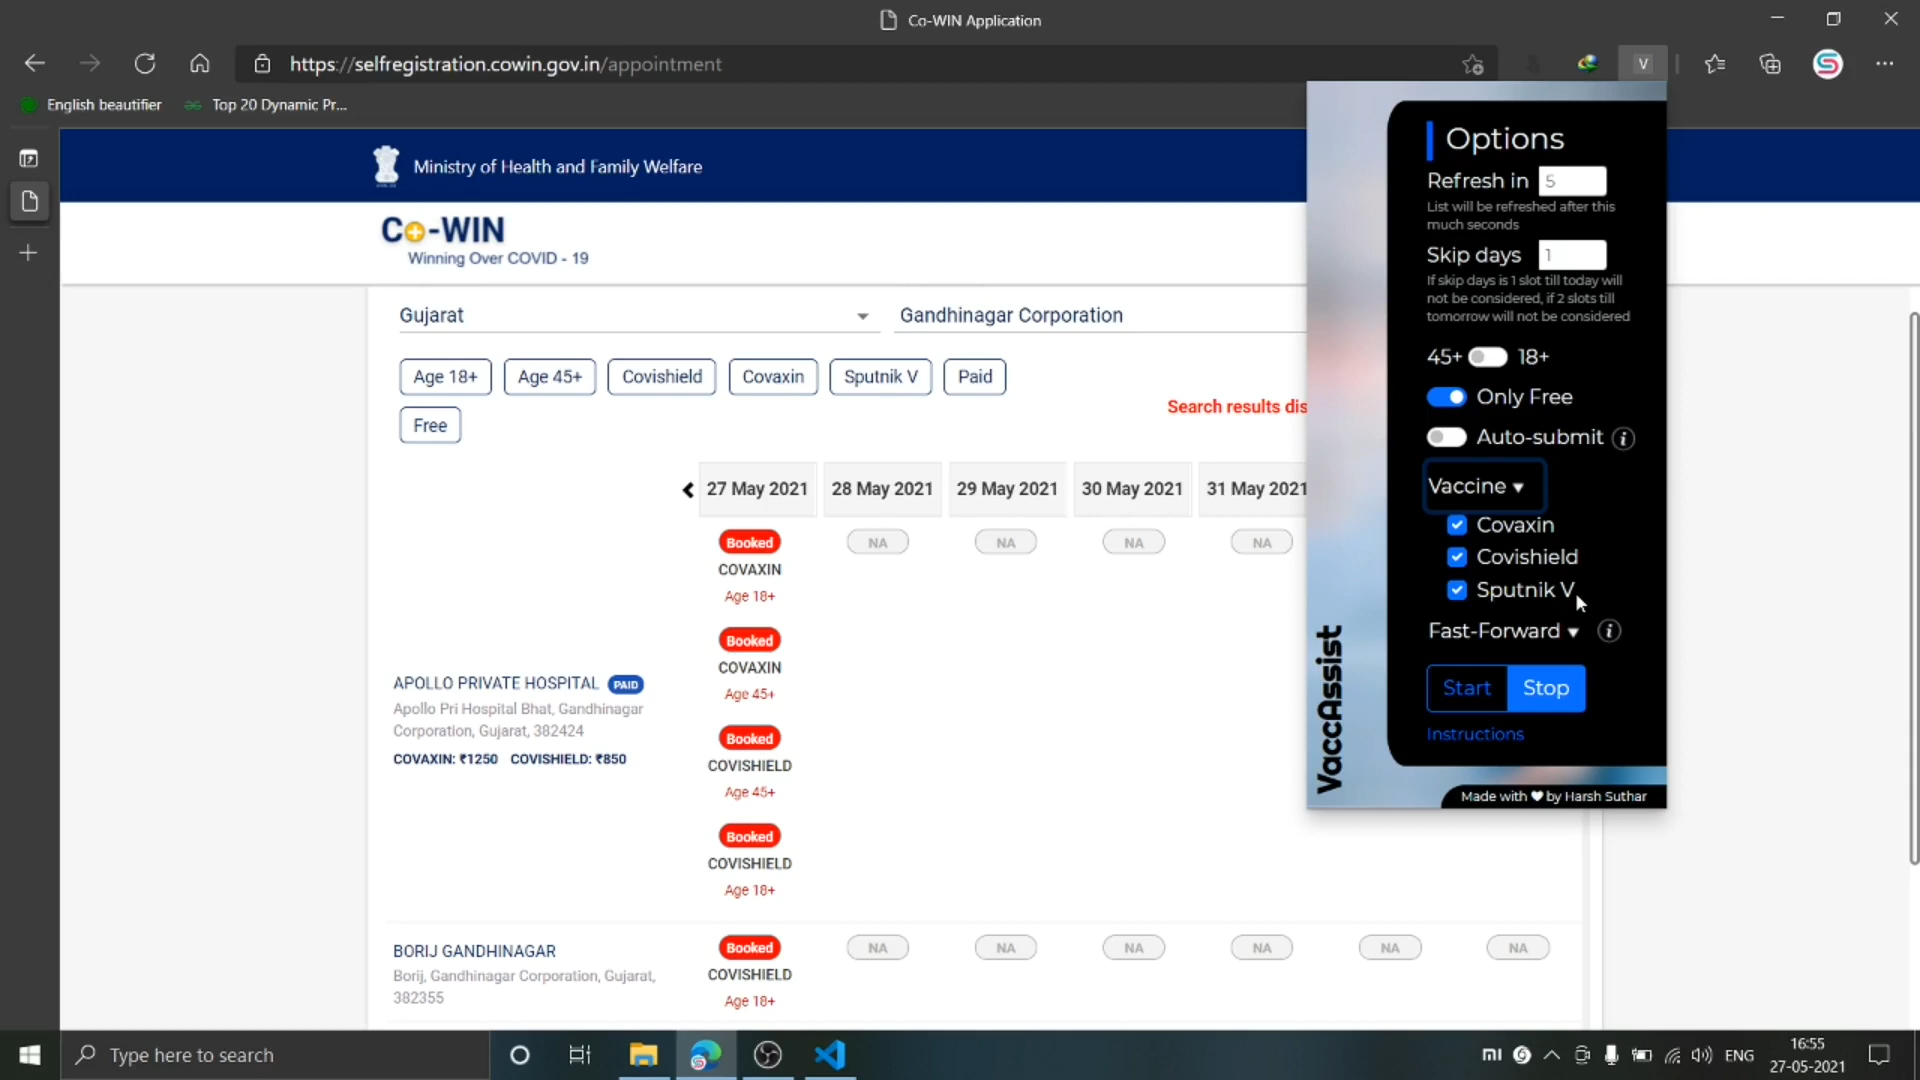 Co-WIN Application
https://selfregistration.cowin.gov.in/appointment
V
English beautifier
Top 20 Dynamic Pr...
Ministry of Health and Family Welfare
Co-WIN
Winning Over COVID - 19
Gujarat
Gandhinagar Corporation
Age 18+
Age 45+
Covishield
Covaxin
Sputnik V
Paid
Free
Search results dis
27 May 2021
28 May 2021
29 May 2021
30 May 2021
31 May 2021
Booked
NA
NA
NA
NA
COVAXIN
Age 18+
Booked
COVAXIN
Age 45+
APOLLO PRIVATE HOSPITAL PAID
Apollo Pri Hospital Bhat, Gandhinagar
Corporation, Gujarat, 382424
COVAXIN: ₹1250 COVISHIELD: ₹850
Booked
COVISHIELD
Age 45+
Booked
COVISHIELD
Age 18+
BORIJ GANDHINAGAR
Borij, Gandhinagar Corporation, Gujarat,
382355
Booked
NA
NA
NA
NA
NA
NA
COVISHIELD
Age 18+
Options
Refresh in 5
List will be refreshed after this
much seconds
Skip days 1
If skip days is 1 slot till today will
not be considered, if 2 slots till
tomorrow will not be considered
45+ 18+
Only Free
Auto-submit i
Vaccine ▾
Covaxin
Covishield
Sputnik V
Fast-Forward ▾ i
Start Stop
Instructions
VaccAssist
Made with ♥ by Harsh Suthar
Type here to search
mi
ENG
16:55
27-05-2021